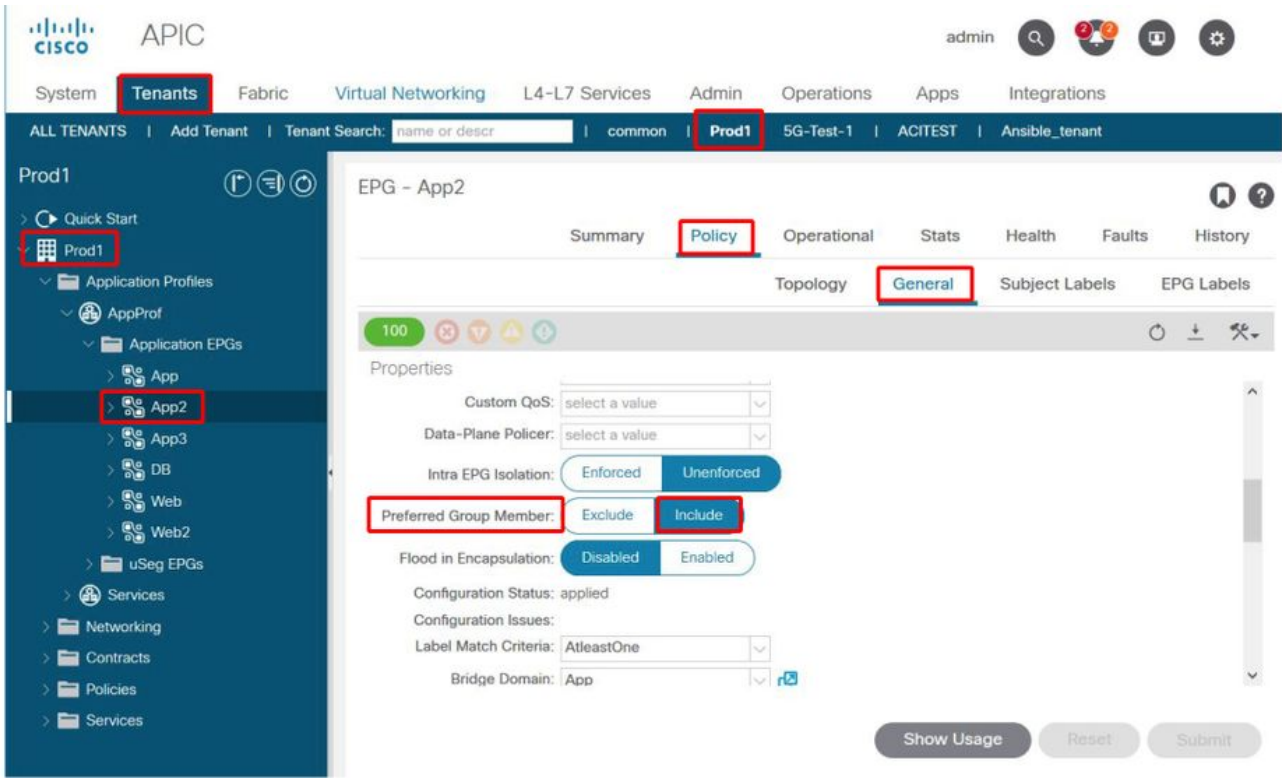 CISCO APIC admin 2 2
System Tenants Fabric Virtual Networking L4-L7 Services Admin Operations Apps Integrations
ALL TENANTS | Add Tenant | Tenant Search: name or descr | common | Prod1 5G-Test-1 | ACITEST | Ansible_tenant
Prod1
Quick Start
Prod1
Application Profiles
AppProf
Application EPGs
App
App2
App3
DB
Web
Web2
uSeg EPGs
Services
Networking
Contracts
Policies
Services
EPG - App2
Summary Policy Operational Stats Health Faults History
Topology General Subject Labels EPG Labels
100
Properties
Custom QoS: select a value
Data-Plane Policer: select a value
Intra EPG Isolation: Enforced Unenforced
Preferred Group Member: Exclude Include
Flood in Encapsulation: Disabled Enabled
Configuration Status: applied
Configuration Issues:
Label Match Criteria: AtleastOne
Bridge Domain: App
Show Usage Reset Submit